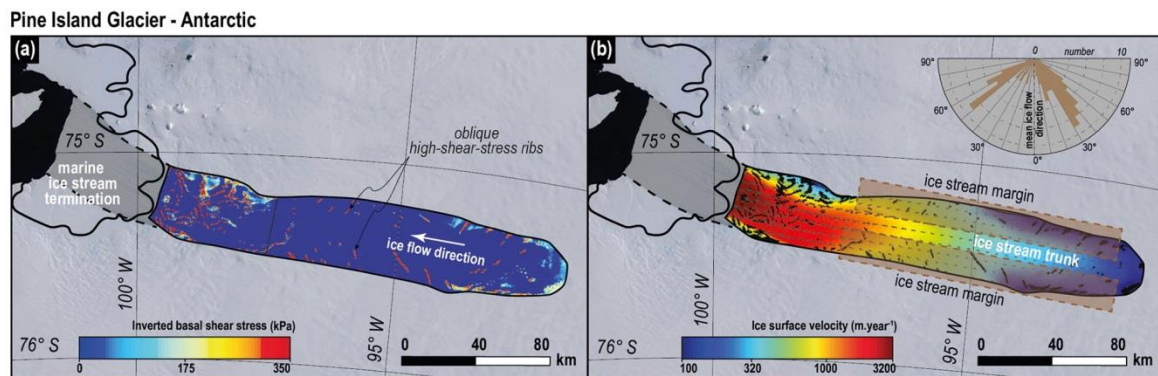 Pine Island Glacier - Antarctic
(a)
75° S
marine
ice stream
termination
oblique
high-shear-stress ribs
ice flow direction
100° W
95° W
76° S
Inverted basal shear stress (kPa)
0 175 350
0 40 80
km
(b)
0 number 10
90° 90°
60° 60°
30° 30°
0°
mean ice flow
direction
75° S
ice stream margin
ice stream trunk
ice stream margin
100° W
95° W
76° S
Ice surface velocity (m.year⁻¹)
100 320 1000 3200
0 40 80
km